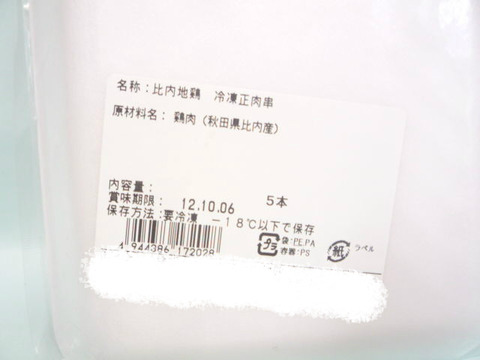 名称：比内地鶏　冷凍正肉串
原材料名：鶏肉（秋田県比内産）
内容量：　5本
賞味期限：12.10.06
保存方法：要冷凍　－18℃以下で保存
プラ　袋：PE,PA　紙　ラベル
容器：PS
4944386172028